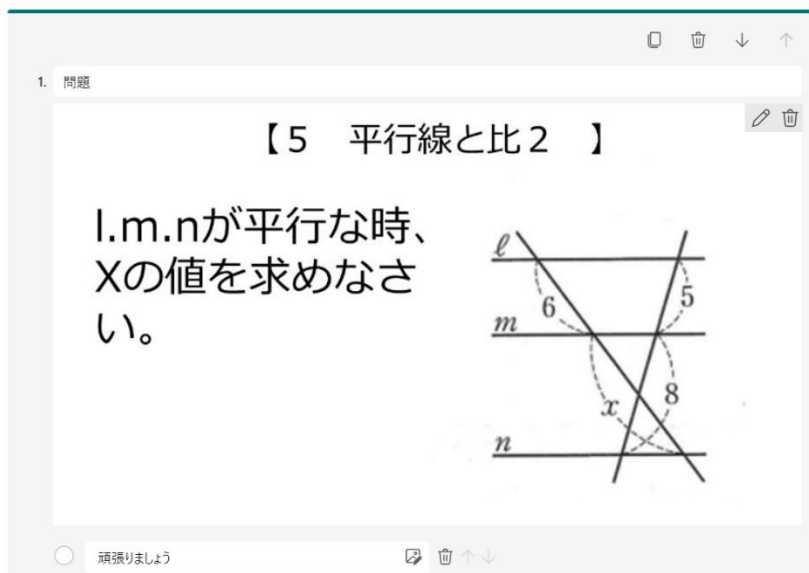 1. 問題
【5 平行線と比2 】
l.m.nが平行な時、
Xの値を求めなさ
い。
ℓ
6
5
m
x
8
n
頑張りましょう